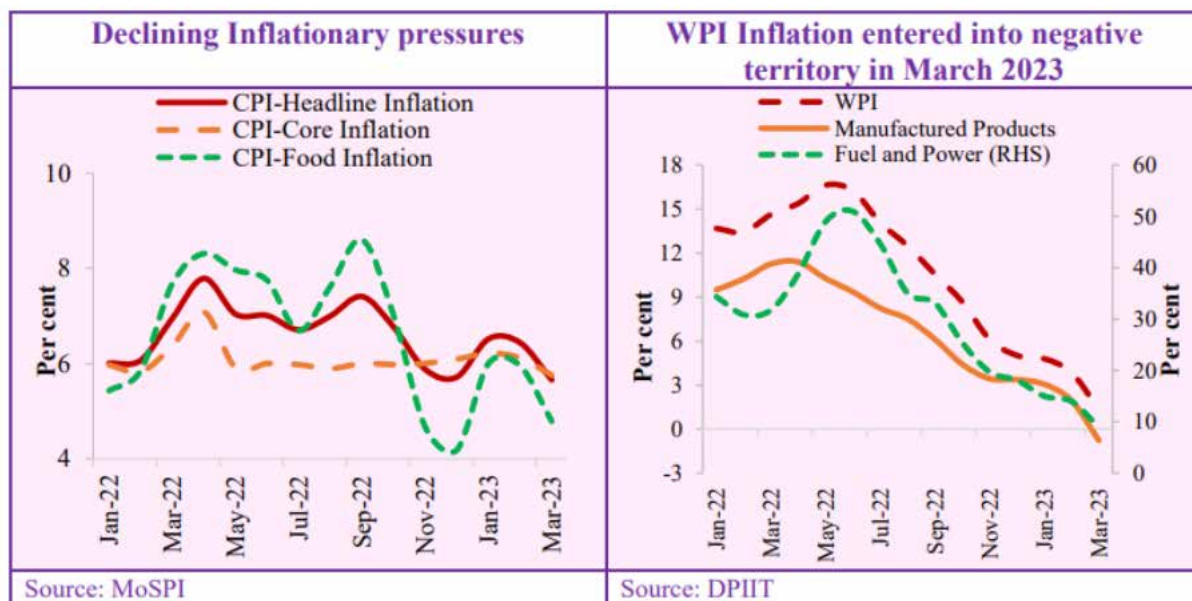 Declining Inflationary pressures
CPI-Headline Inflation
CPI-Core Inflation
CPI-Food Inflation
Per cent
10
8
6
4
Jan-22
Mar-22
May-22
Jul-22
Sep-22
Nov-22
Jan-23
Mar-23
Source: MoSPI
WPI Inflation entered into negative
territory in March 2023
WPI
Manufactured Products
Fuel and Power (RHS)
Per cent
18
15
12
9
6
3
0
-3
60
50
40
30
20
10
0
Per cent
Jan-22
Mar-22
May-22
Jul-22
Sep-22
Nov-22
Jan-23
Mar-23
Source: DPIIT